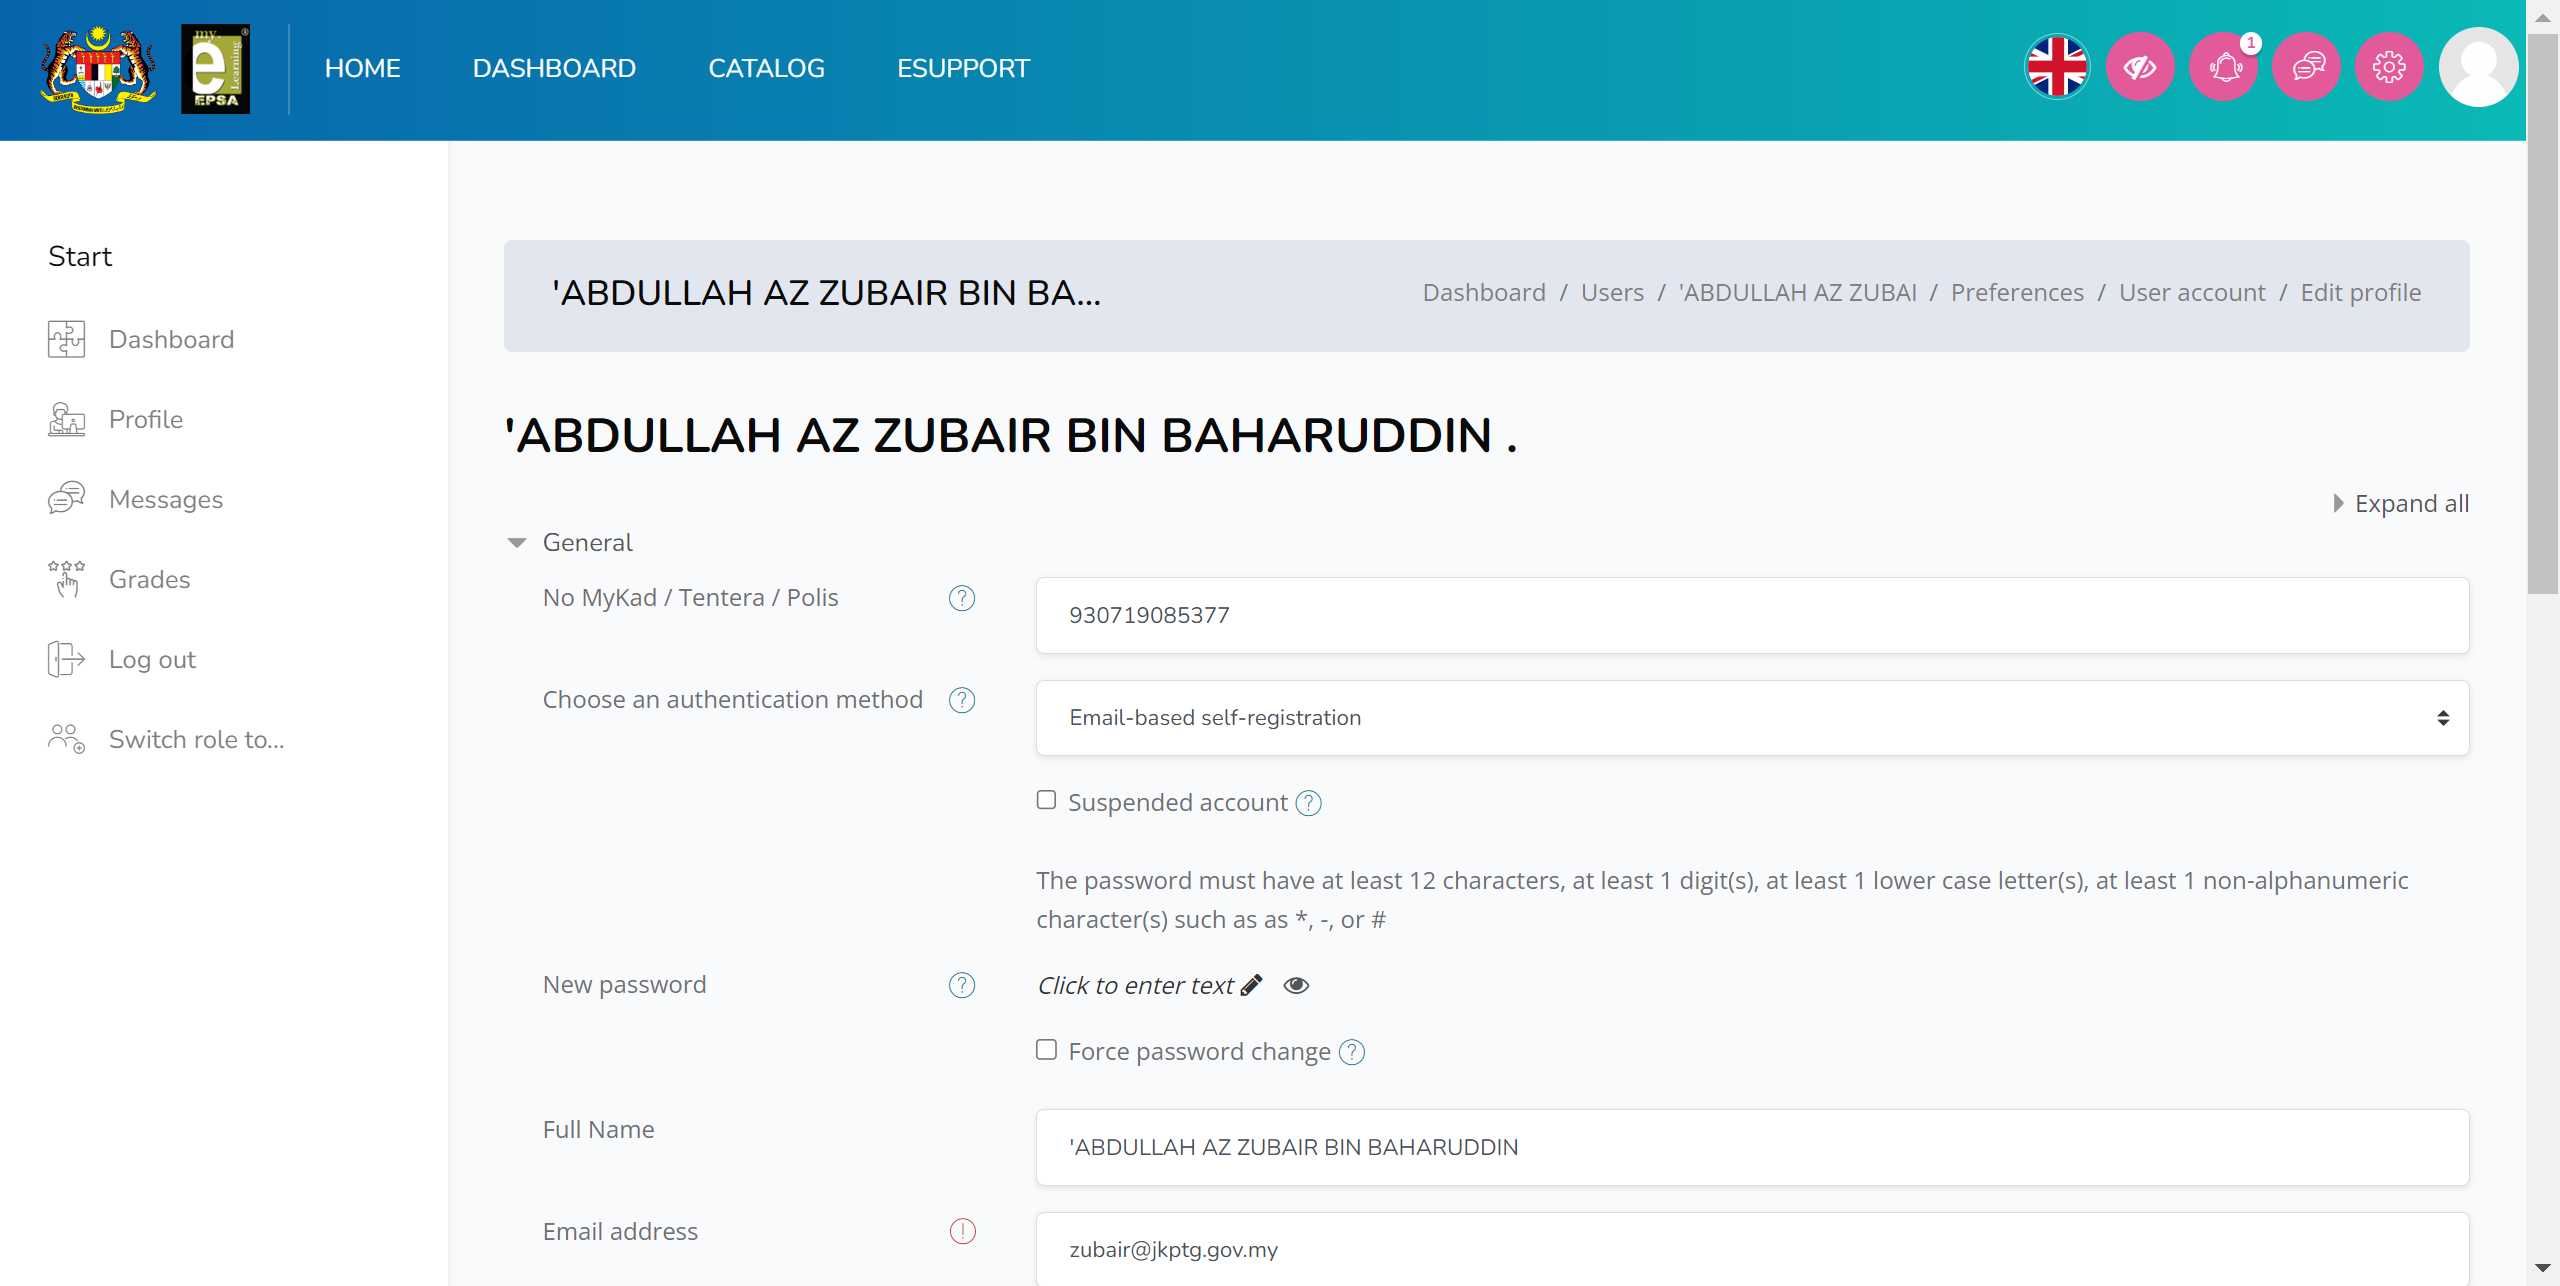 my
e
Learning
EPSA
HOME
DASHBOARD
CATALOG
ESUPPORT
1
Start
Dashboard
Profile
Messages
Grades
Log out
Switch role to...
'ABDULLAH AZ ZUBAIR BIN BA...
Dashboard / Users / 'ABDULLAH AZ ZUBAI / Preferences / User account / Edit profile
'ABDULLAH AZ ZUBAIR BIN BAHARUDDIN .
Expand all
General
No MyKad / Tentera / Polis
930719085377
Choose an authentication method
Email-based self-registration
Suspended account
The password must have at least 12 characters, at least 1 digit(s), at least 1 lower case letter(s), at least 1 non-alphanumeric
character(s) such as as *, -, or #
New password
Click to enter text
Force password change
Full Name
'ABDULLAH AZ ZUBAIR BIN BAHARUDDIN
Email address
zubair@jkptg.gov.my